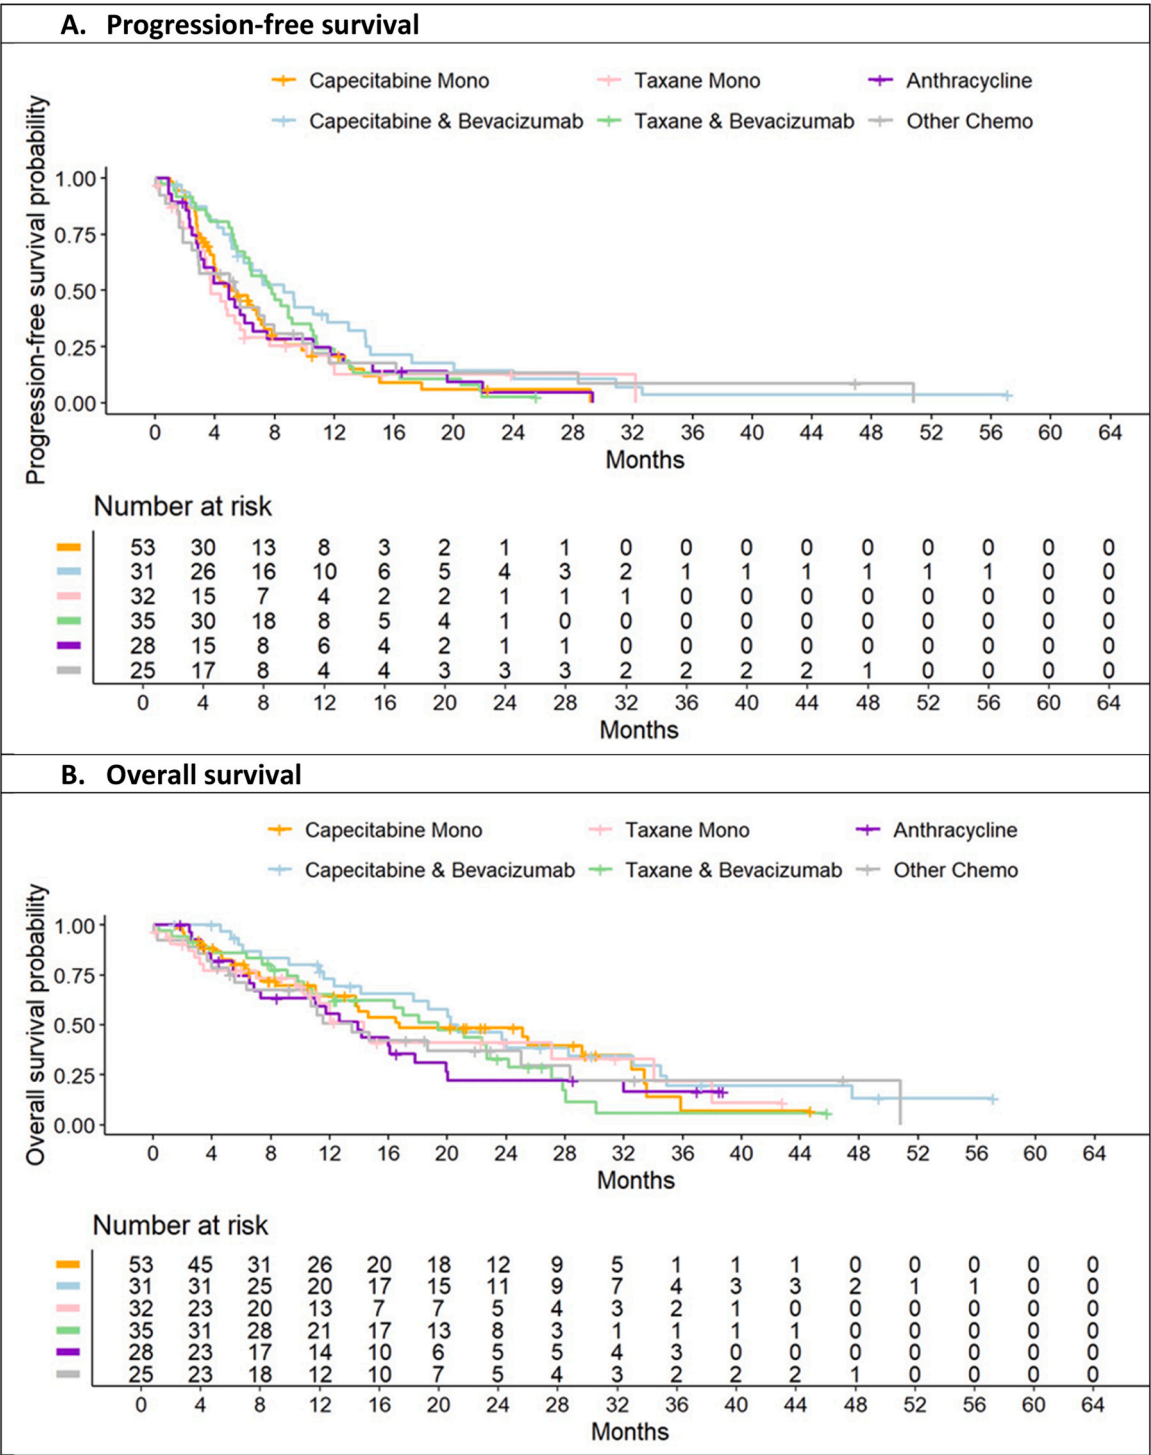 A. Progression-free survival
Capecitabine Mono Taxane Mono Anthracycline
Capecitabine & Bevacizumab Taxane & Bevacizumab Other Chemo
Progression-free survival probability
1.00
0.75
0.50
0.25
0.00
0 4 8 12 16 20 24 28 32 36 40 44 48 52 56 60 64
Months
Number at risk
53 30 13 8 3 2 1 1 0 0 0 0 0 0 0 0 0
31 26 16 10 6 5 4 3 2 1 1 1 1 1 1 0 0
32 15 7 4 2 2 1 1 1 0 0 0 0 0 0 0 0
35 30 18 8 5 4 1 0 0 0 0 0 0 0 0 0 0
28 15 8 6 4 2 1 1 0 0 0 0 0 0 0 0 0
25 17 8 4 4 3 3 3 2 2 2 2 1 0 0 0 0
0 4 8 12 16 20 24 28 32 36 40 44 48 52 56 60 64
Months
B. Overall survival
Capecitabine Mono Taxane Mono Anthracycline
Capecitabine & Bevacizumab Taxane & Bevacizumab Other Chemo
Overall survival probability
1.00
0.75
0.50
0.25
0.00
0 4 8 12 16 20 24 28 32 36 40 44 48 52 56 60 64
Months
Number at risk
53 45 31 26 20 18 12 9 5 1 1 1 0 0 0 0 0
31 31 25 20 17 15 11 9 7 4 3 3 2 1 1 0 0
32 23 20 13 7 7 5 4 3 2 1 0 0 0 0 0 0
35 31 28 21 17 13 8 3 1 1 1 1 0 0 0 0 0
28 23 17 14 10 6 5 5 4 3 0 0 0 0 0 0 0
25 23 18 12 10 7 5 4 3 2 2 2 1 0 0 0 0
0 4 8 12 16 20 24 28 32 36 40 44 48 52 56 60 64
Months